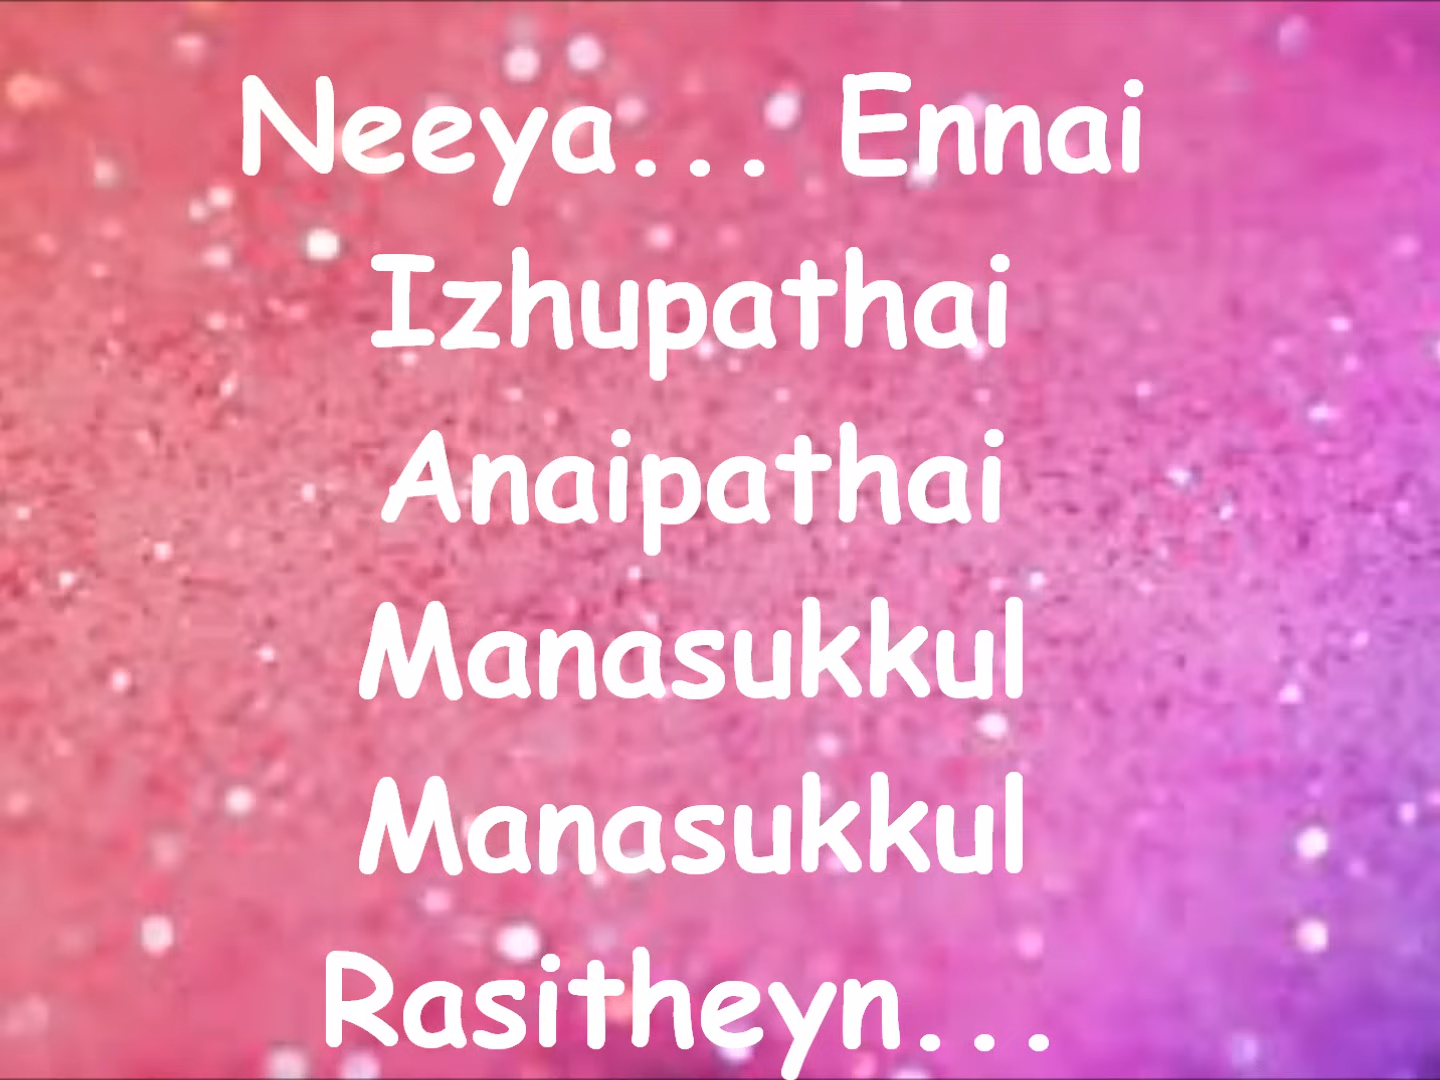 Neeya... Ennai
Izhupathai
Anaipathai
Manasukkul
Manasukkul
Rasitheyn...